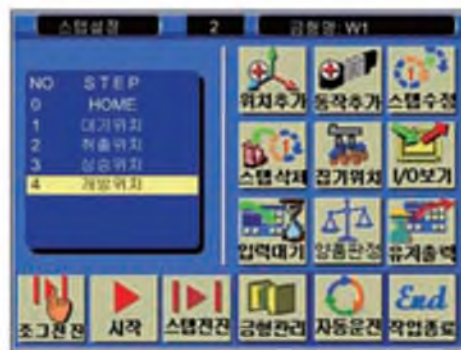 스텝설정 2 금형명: W1
NO STEP
0 HOME
1 대기위치
2 취출위치
3 상승위치
4 개방위치
위치추가 동작추가 스텝수정
스텝삭제 집기위치 I/O보기
입력대기 양품판정 유저출력
조그전진 시작 스텝전진 금형관리 자동운전 End 작업종료